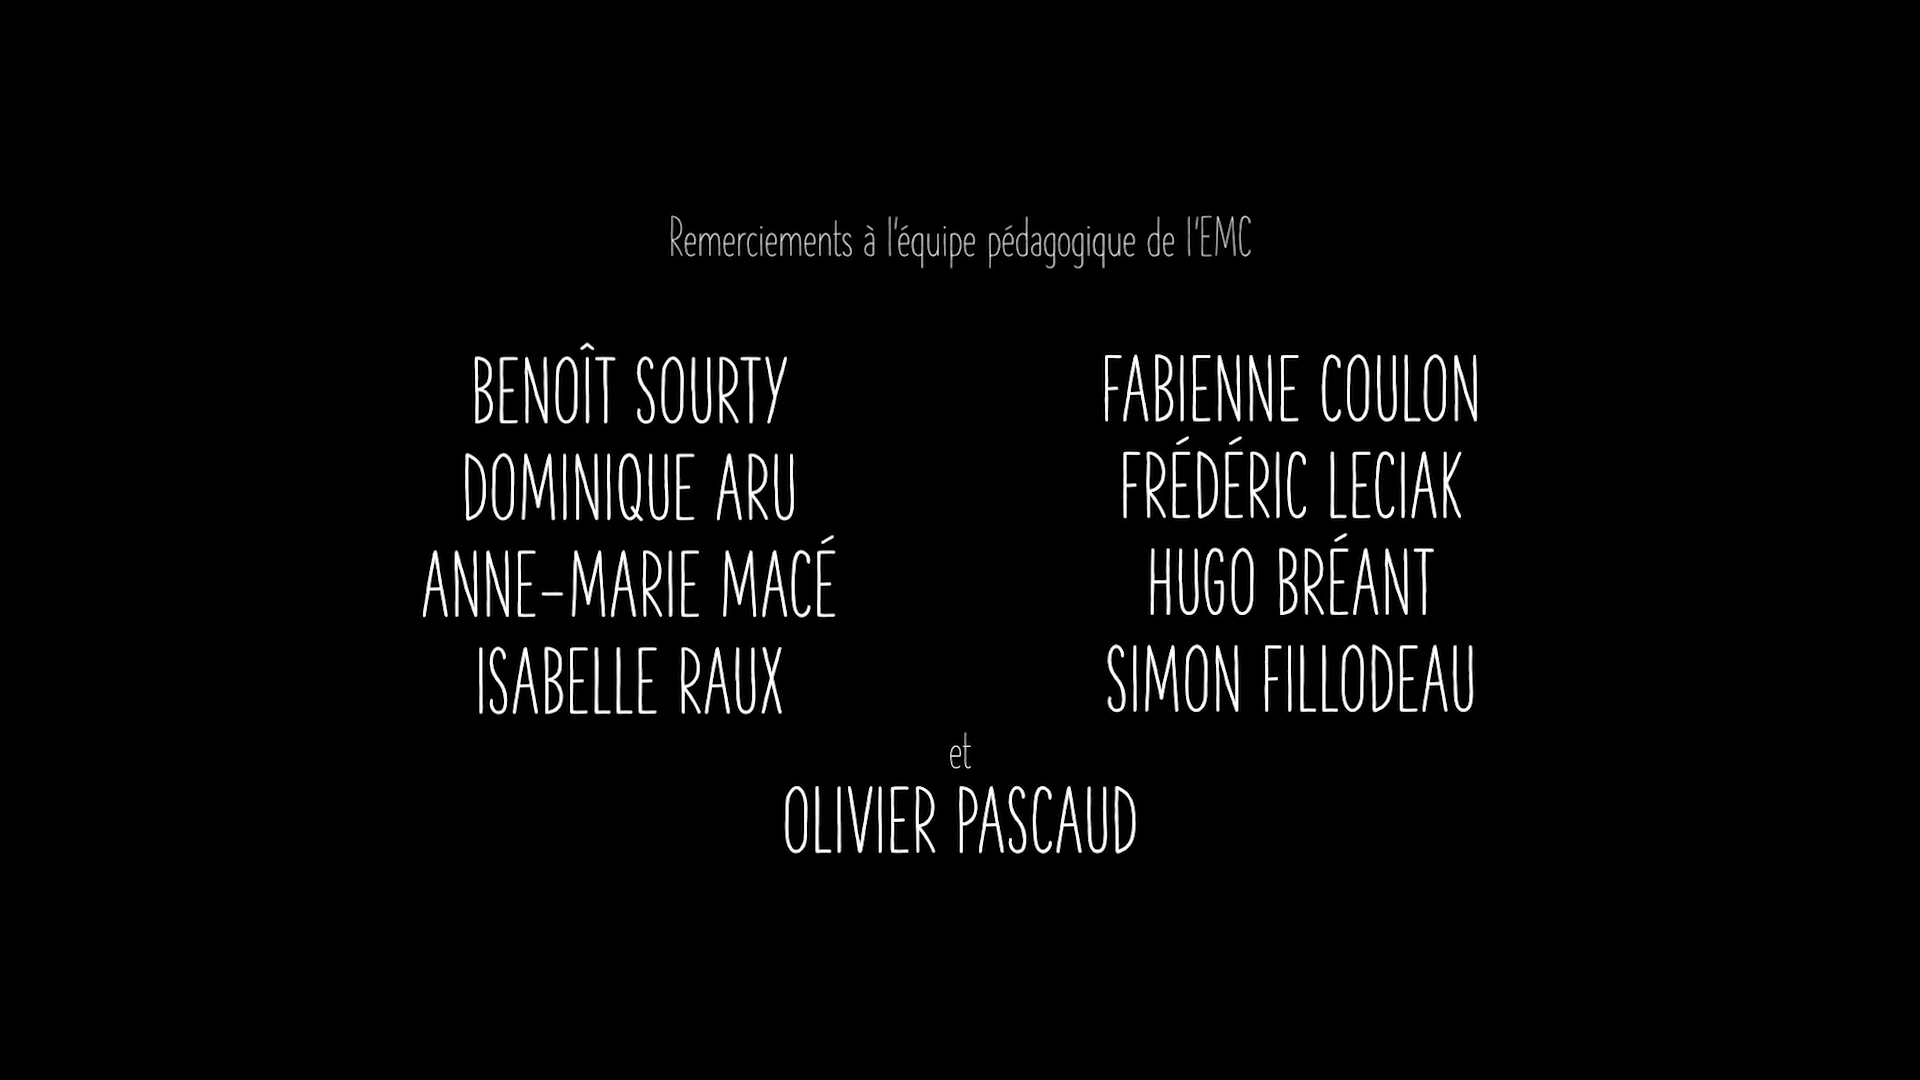 Remerciements à l'équipe pédagogique de l'EMC
BENOÎT SOURTY
DOMINIQUE ARU
ANNE-MARIE MACÉ
ISABELLE RAUX
FABIENNE COULON
FRÉDÉRIC LECIAK
HUGO BRÉANT
SIMON FILLODEAU
et
OLIVIER PASCAUD